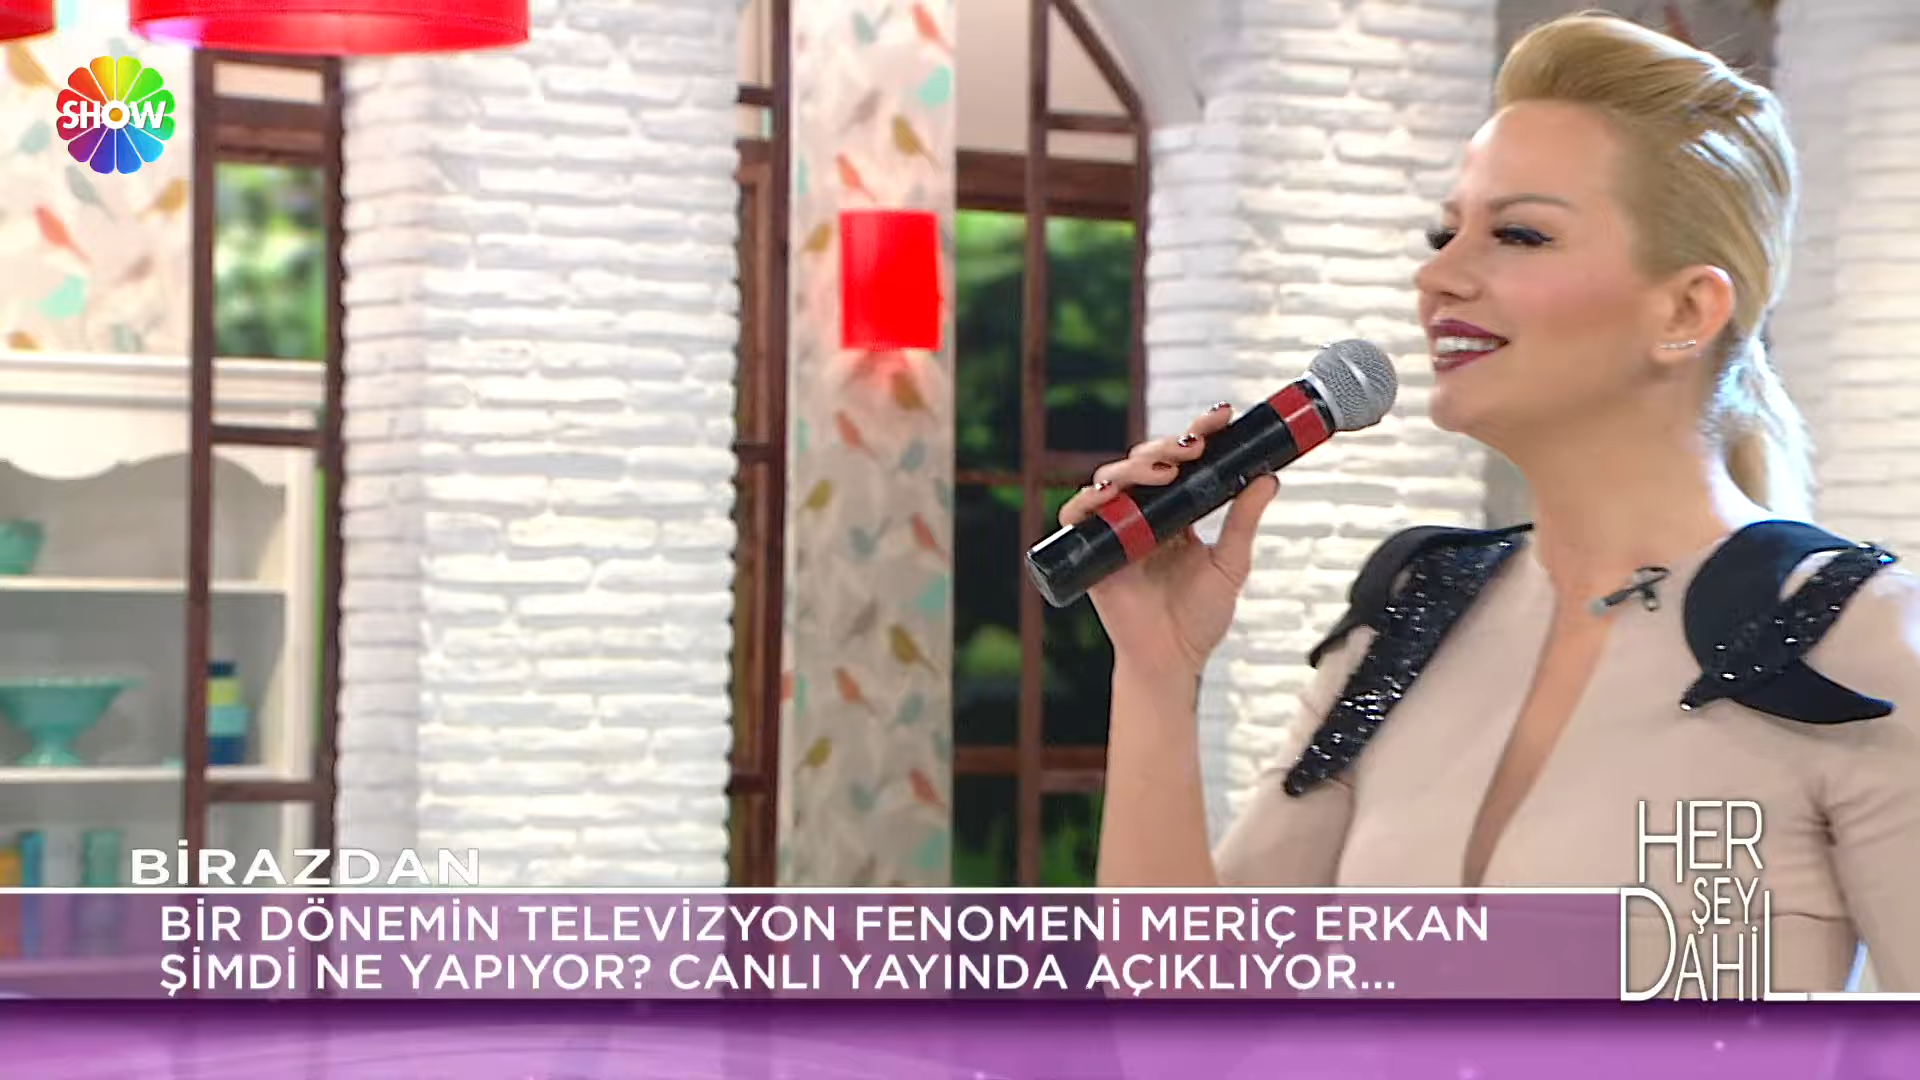 SHOW
BİRAZDAN
BİR DÖNEMİN TELEVİZYON FENOMENİ MERİÇ ERKAN
ŞİMDİ NE YAPIYOR? CANLI YAYINDA AÇIKLIYOR...
HER
ŞEY
DAHİL